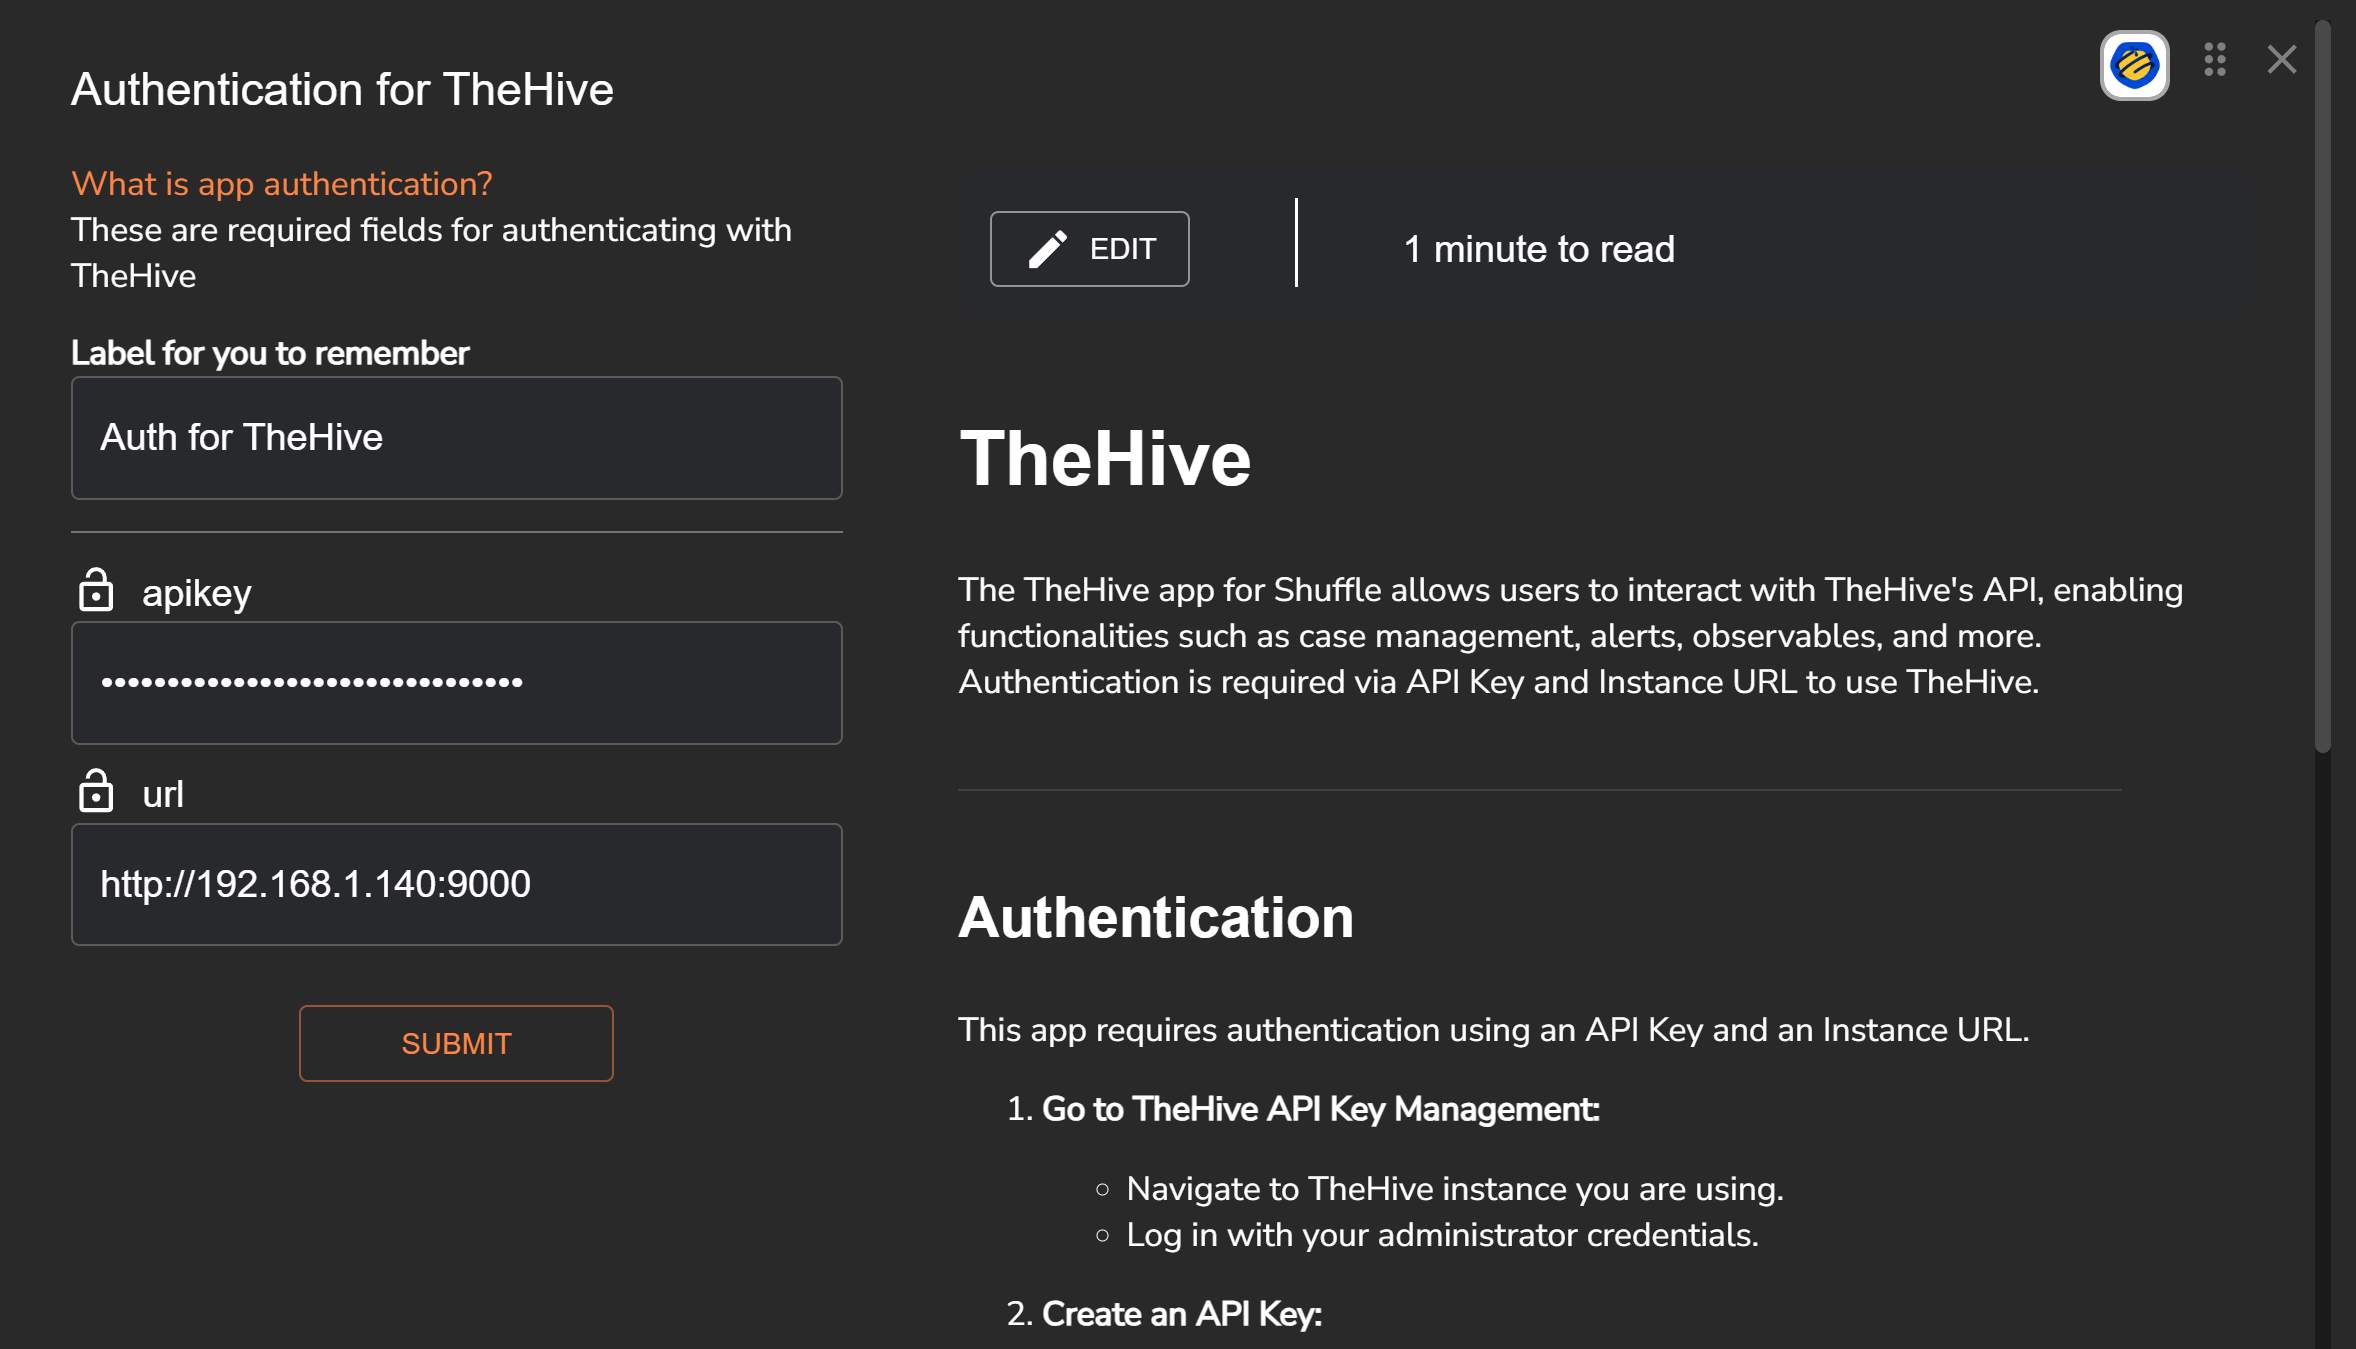 Authentication for TheHive
What is app authentication?
These are required fields for authenticating with
TheHive
Label for you to remember
Auth for TheHive
apikey
••••••••••••••••••••••••••••••••
url
http://192.168.1.140:9000
SUBMIT
EDIT
1 minute to read
TheHive
The TheHive app for Shuffle allows users to interact with TheHive's API, enabling
functionalities such as case management, alerts, observables, and more.
Authentication is required via API Key and Instance URL to use TheHive.
Authentication
This app requires authentication using an API Key and an Instance URL.
1. Go to TheHive API Key Management:
◦ Navigate to TheHive instance you are using.
◦ Log in with your administrator credentials.
2. Create an API Key: